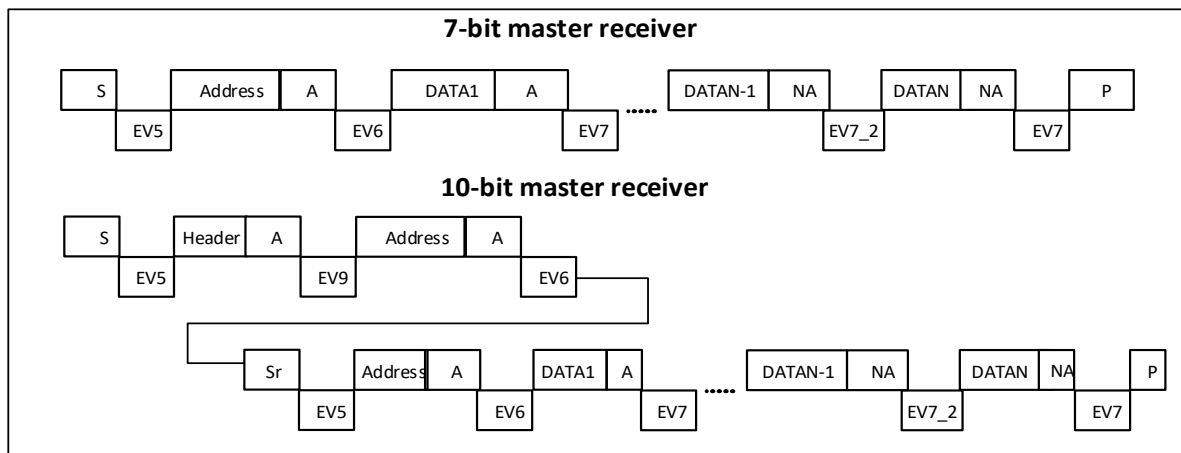 7-bit master receiver
S Address A DATA1 A DATAN-1 NA DATAN NA P
EV5 EV6 EV7 ..... EV7_2 EV7
10-bit master receiver
S Header A Address A
EV5 EV9 EV6
Sr Address A DATA1 A DATAN-1 NA DATAN NA P
EV5 EV6 EV7 ..... EV7_2 EV7